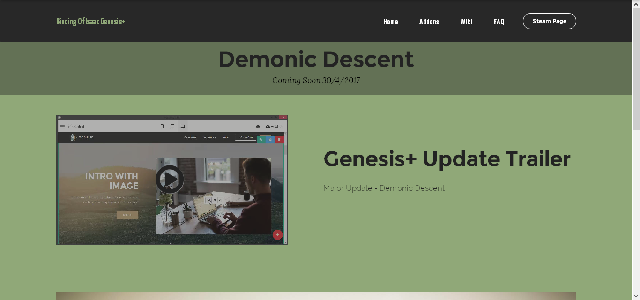 Binding Of Isaac Genesis+
Home Addons Wiki FAQ Steam Page
Demonic Descent
Coming Soon 30/4/2017
INTRO WITH
IMAGE
Genesis+ Update Trailer
Major Update - Demonic Descent